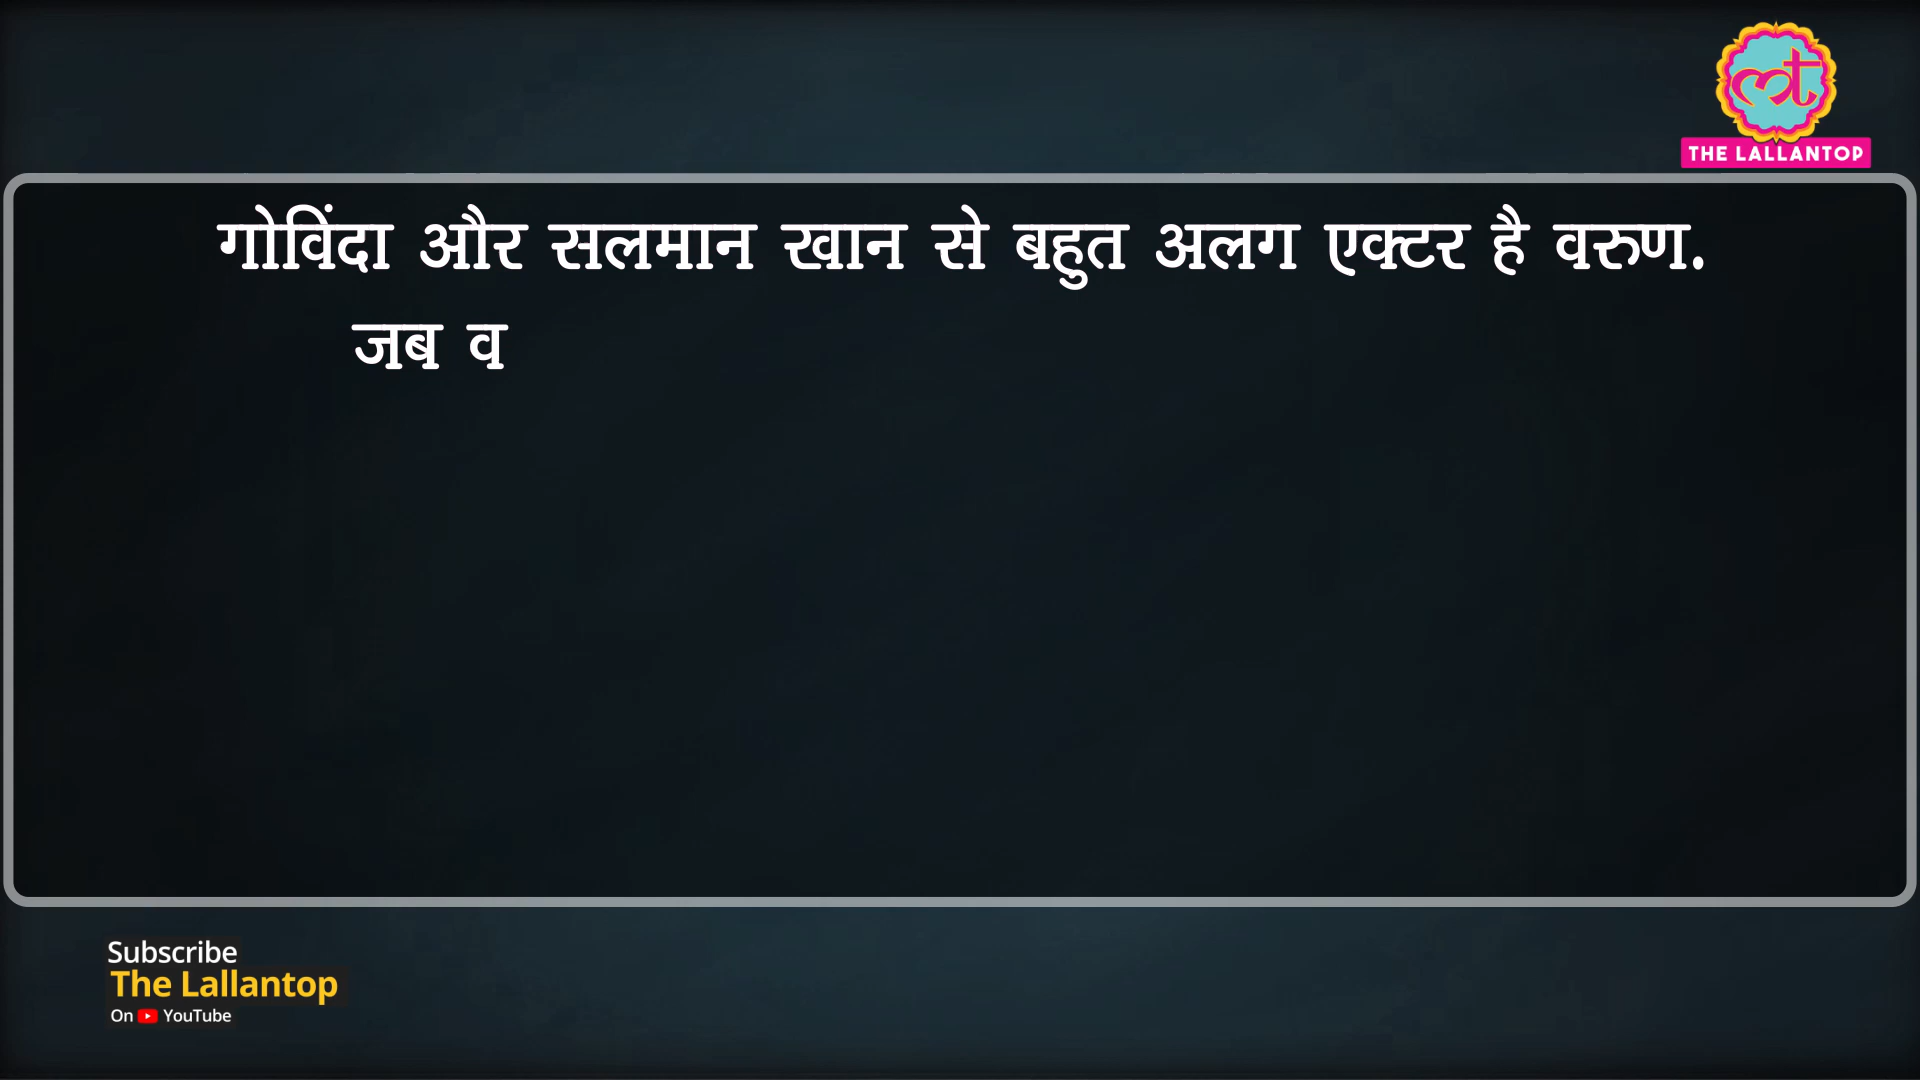 THE LALLANTOP
गोविंदा और सलमान खान से बहुत अलग एक्टर है वरुण.
जब व
Subscribe
The Lallantop
On YouTube